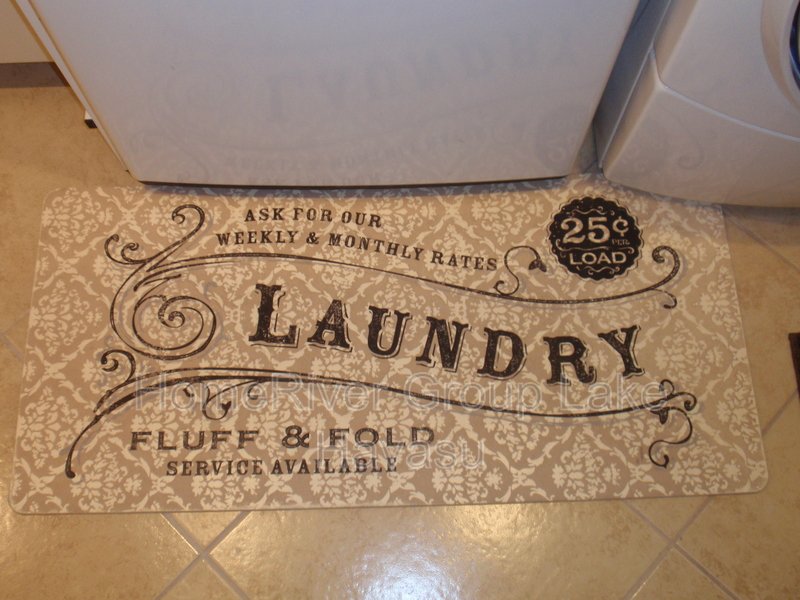 ASK FOR OUR
WEEKLY & MONTHLY RATES
25¢
PER
LOAD
LAUNDRY
HomeRiver Group Lake
Havasu
FLUFF & FOLD
SERVICE AVAILABLE